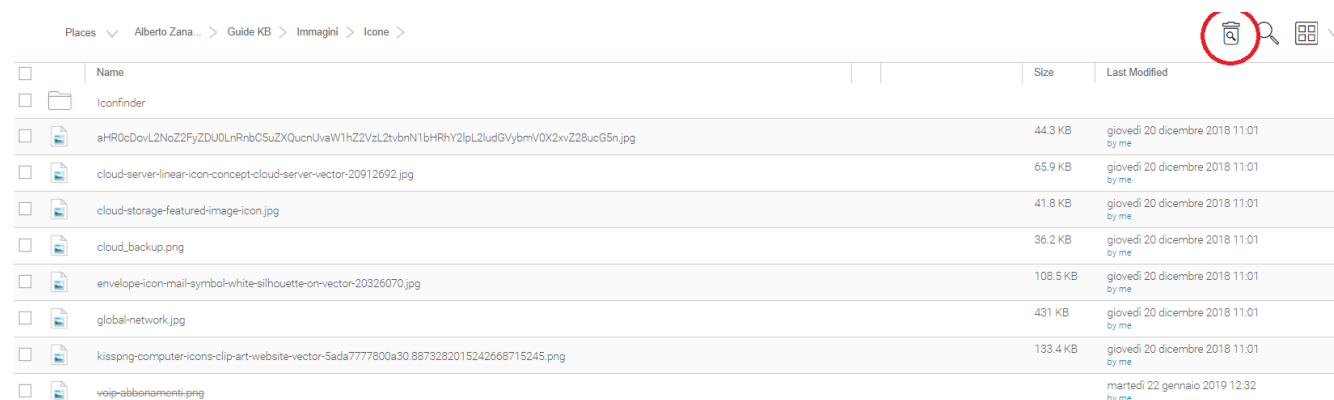 Places Alberto Zana... > Guide KB > Immagini > Icone >
Name Size Last Modified
Iconfinder
aHR0cDovL2NoZ2FyZDU0LnRnbC5uZXQucnUvaW1hZ2VzL2tvbnN1bHRhY2lpL2ludGVybmV0X2xvZ28ucG5n.jpg 44.3 KB giovedì 20 dicembre 2018 11:01
by me
cloud-server-linear-icon-concept-cloud-server-vector-20912692.jpg 65.9 KB giovedì 20 dicembre 2018 11:01
by me
cloud-storage-featured-image-icon.jpg 41.8 KB giovedì 20 dicembre 2018 11:01
by me
cloud_backup.png 36.2 KB giovedì 20 dicembre 2018 11:01
by me
envelope-icon-mail-symbol-white-silhouette-on-vector-20326070.jpg 108.5 KB giovedì 20 dicembre 2018 11:01
by me
global-network.jpg 431 KB giovedì 20 dicembre 2018 11:01
by me
kisspng-computer-icons-clip-art-website-vector-5ada7777800a30.8873282015242668715245.png 133.4 KB giovedì 20 dicembre 2018 11:01
by me
voip-abbonamenti.png martedì 22 gennaio 2019 12:32
by me